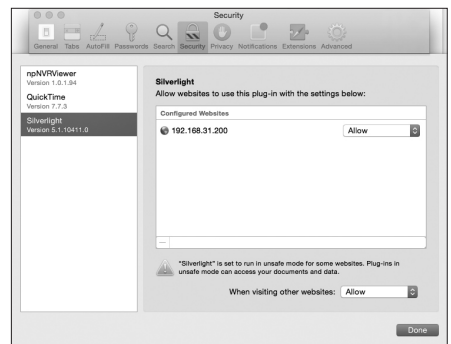 Security
General Tabs AutoFill Passwords Search Security Privacy Notifications Extensions Advanced
npNVRViewer
Version 1.0.1.94
QuickTime
Version 7.7.3
Silverlight
Version 5.1.10411.0
Silverlight
Allow websites to use this plug-in with the settings below:
Configured Websites
192.168.31.200 Allow
"Silverlight" is set to run in unsafe mode for some websites. Plug-ins in
unsafe mode can access your documents and data.
When visiting other websites: Allow
Done